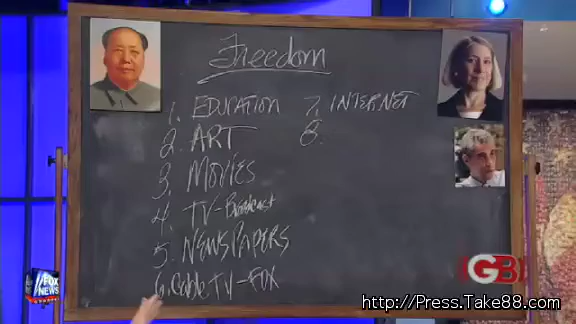 Freedom
1. EDUCATION
2. ART
3. MOVIES
4. TV-Broadcast
5. NEWSPAPERS
6. Cable TV-FOX
7. INTERNET
8.
FOX
NEWS
GB
http://Press.Take88.com